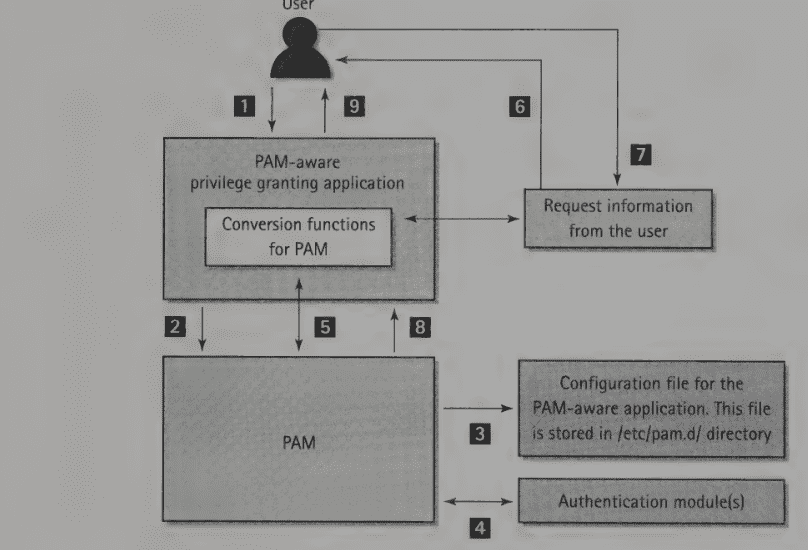 User
1
9
6
7
PAM-aware
privilege granting application
Conversion functions
for PAM
Request information
from the user
2
5
8
PAM
3
Configuration file for the
PAM-aware application. This file
is stored in /etc/pam.d/ directory
Authentication module(s)
4